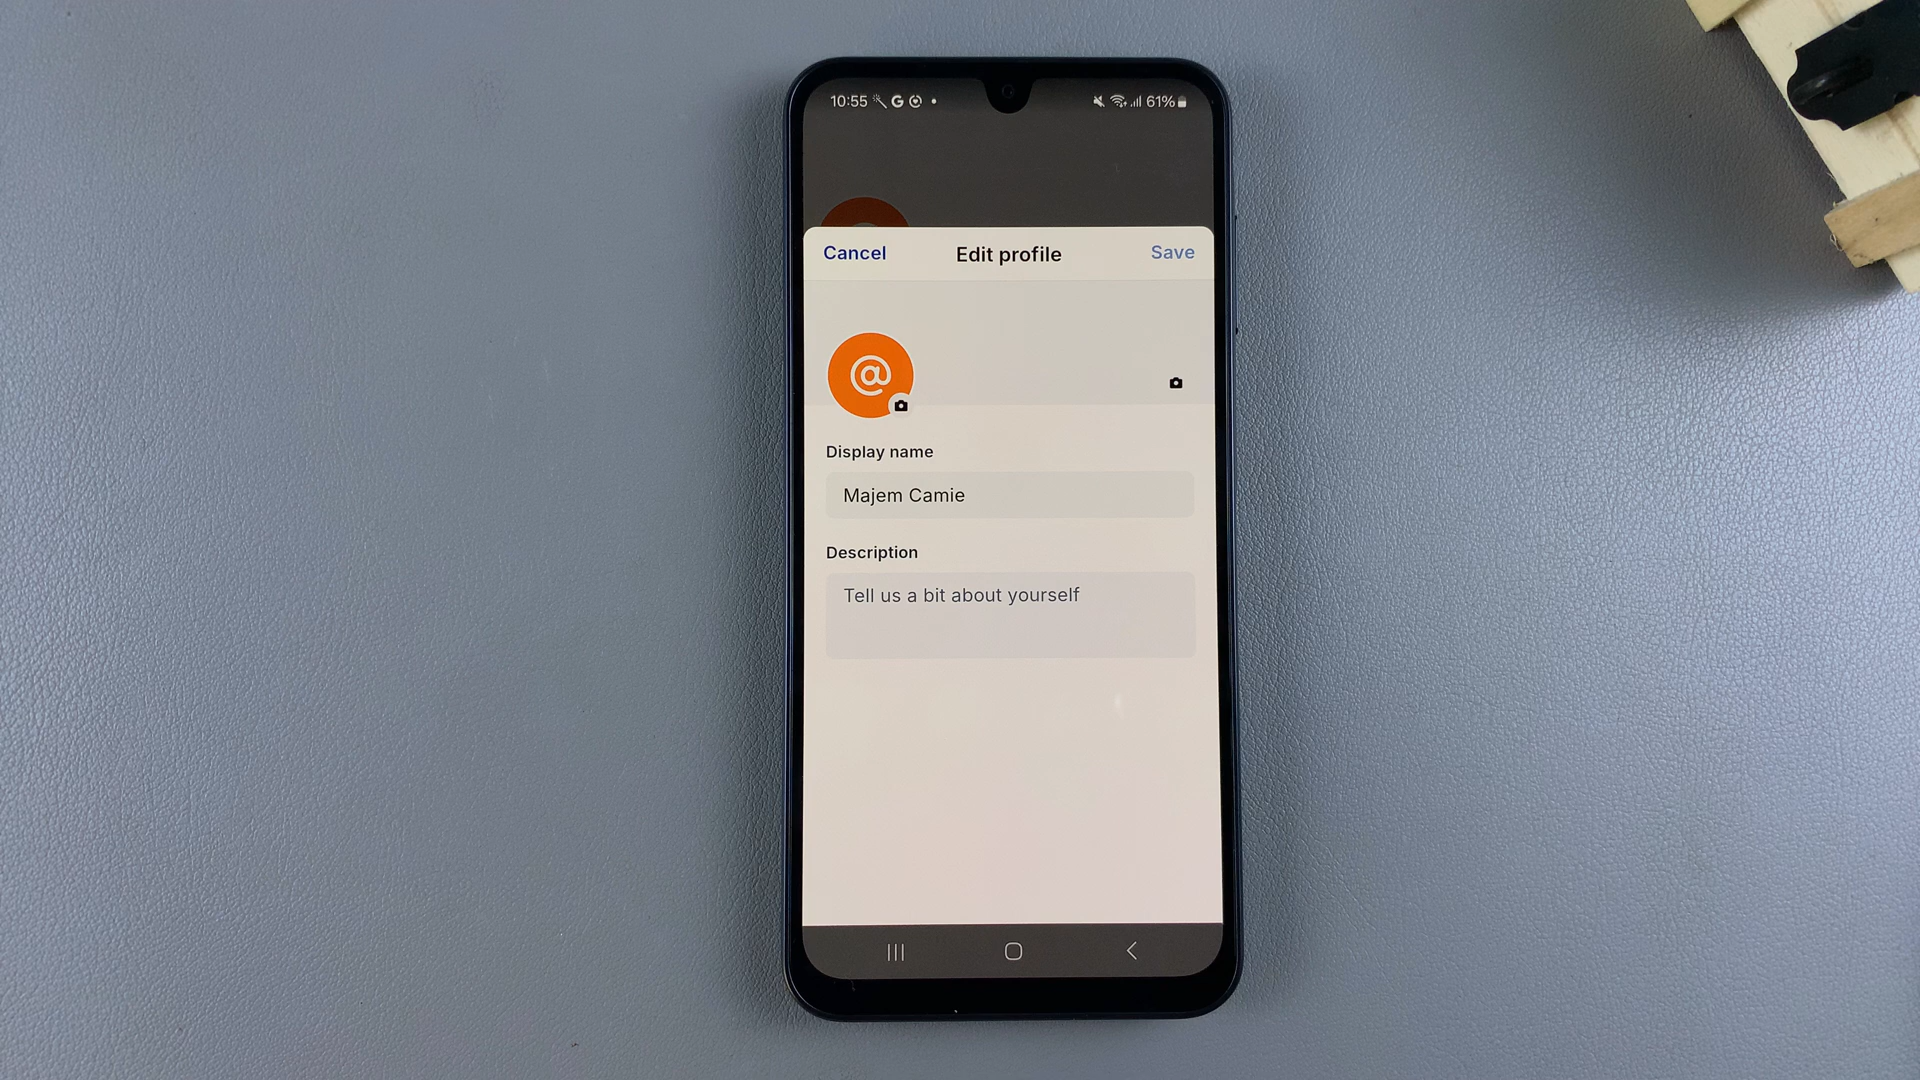 10:55 G 61%
Cancel Edit profile Save
@
Display name
Majem Camie
Description
Tell us a bit about yourself